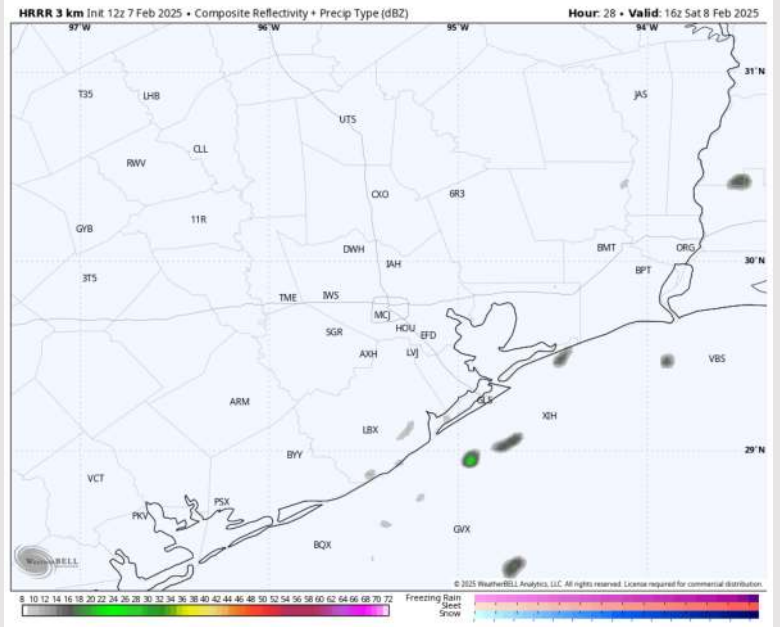 HRRR 3 km Init 12z 7 Feb 2025 • Composite Reflectivity + Precip Type (dBZ) Hour: 28 • Valid: 16z Sat 8 Feb 2025
97°W 96°W 95°W 94°W
31°N
T35 LHB JAS
UTS
CLL
RWV
CXO 6R3
11R
GYB
DWH BMT ORG
IAH 30°N
3T5 BPT
TME IWS
MCJ
SGR HOU EFD
AXH LVJ VBS
ARM GLS
XIH
LBX
BYY 29°N
VCT
PSX
PKV
GVX
BQX
WeatherBELL
© 2025 WeatherBELL Analytics, LLC. All rights reserved. License required for commercial distribution.
8 10 12 14 16 18 20 22 24 26 28 30 32 34 36 38 40 42 44 46 48 50 52 54 56 58 60 62 64 66 68 70 72
Freezing Rain
Sleet
Snow